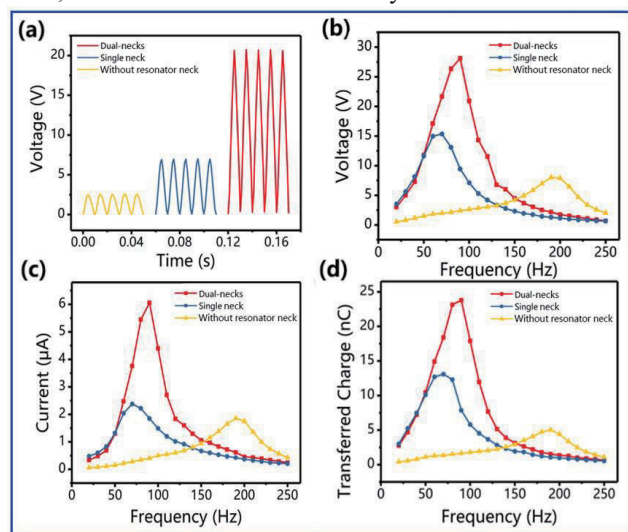 (a)
Dual-necks
Single neck
Without resonator neck
Voltage (V)
20
15
10
5
0
0.00 0.04 0.08 0.12 0.16
Time (s)
(b)
Dual-necks
Single neck
Without resonator neck
Voltage (V)
30
25
20
15
10
5
0
0 50 100 150 200 250
Frequency (Hz)
(c)
Dual-necks
Single neck
Without resonator neck
Current (μA)
6
5
4
3
2
1
0
0 50 100 150 200 250
Frequency (Hz)
(d)
Dual-necks
Single neck
Without resonator neck
Transferred Charge (nC)
25
20
15
10
5
0
0 50 100 150 200 250
Frequency (Hz)